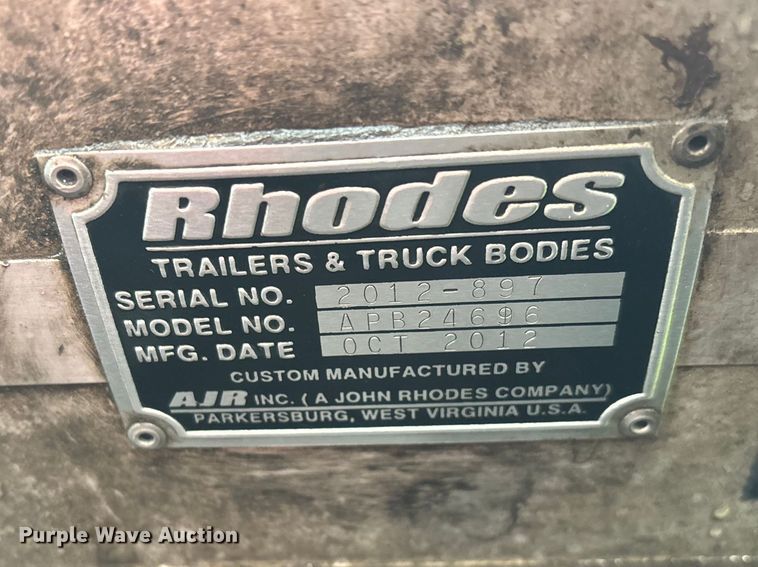 Rhodes
TRAILERS & TRUCK BODIES
SERIAL NO. 2012-897
MODEL NO.
MFG. DATE OCT 2012
CUSTOM MANUFACTURED BY
AJR INC. (A JOHN RHODES COMPANY)
PARKERSBURG, WEST VIRGINIA U.S.A.
Purple Wave Auction